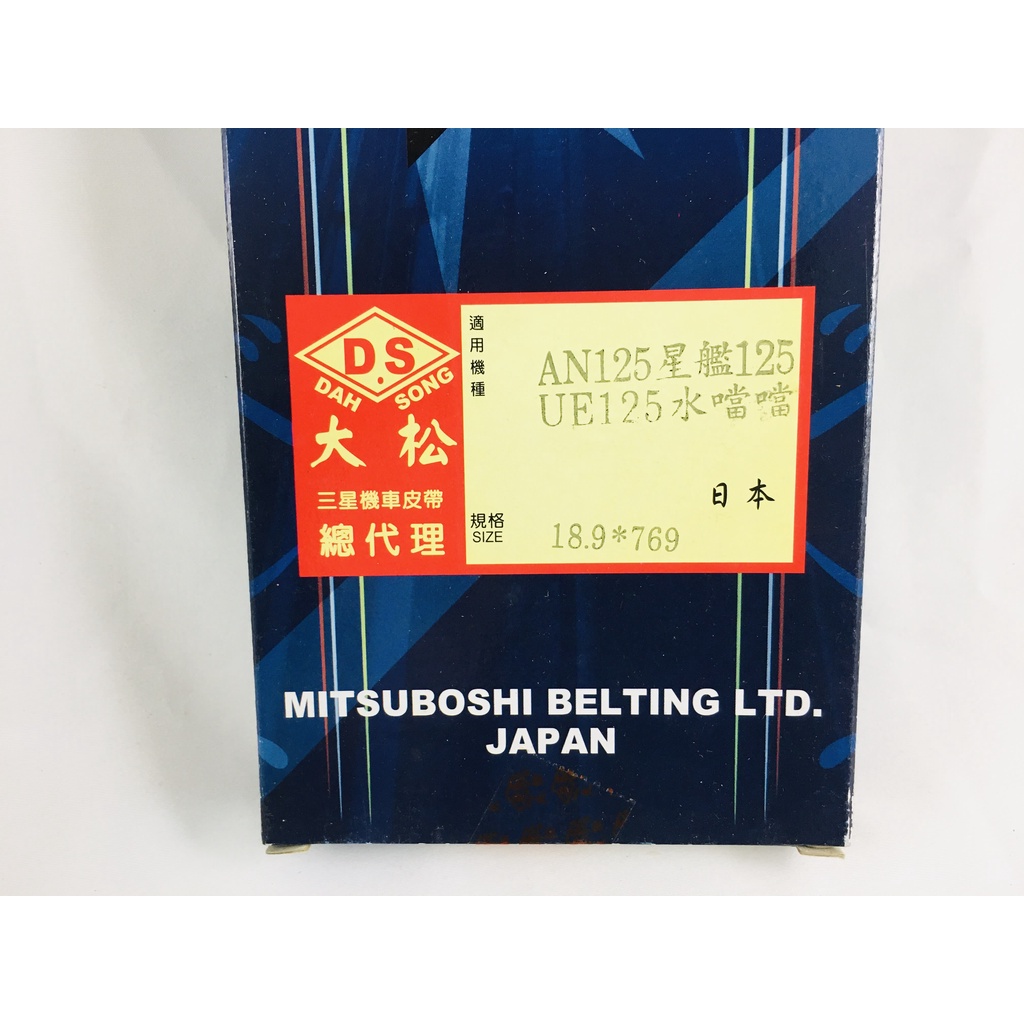 D.S
DAH SONG
大松
三星機車皮帶
總代理
適用機種
AN125星艦125
UE125水噹噹
日本
規格
SIZE
18.9*769
MITSUBOSHI BELTING LTD.
JAPAN